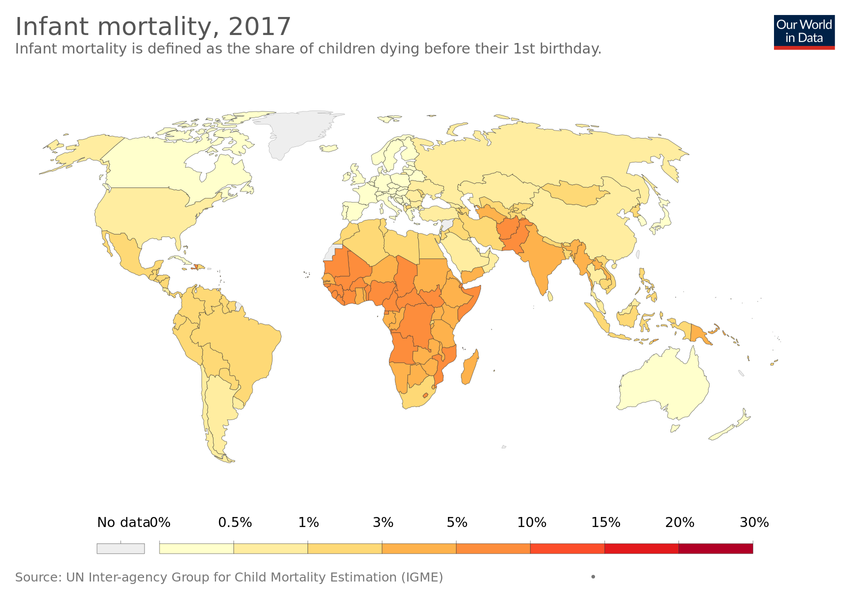 Infant mortality, 2017
Infant mortality is defined as the share of children dying before their 1st birthday.
Our World
in Data
No data 0% 0.5% 1% 3% 5% 10% 15% 20% 30%
Source: UN Inter-agency Group for Child Mortality Estimation (IGME) •